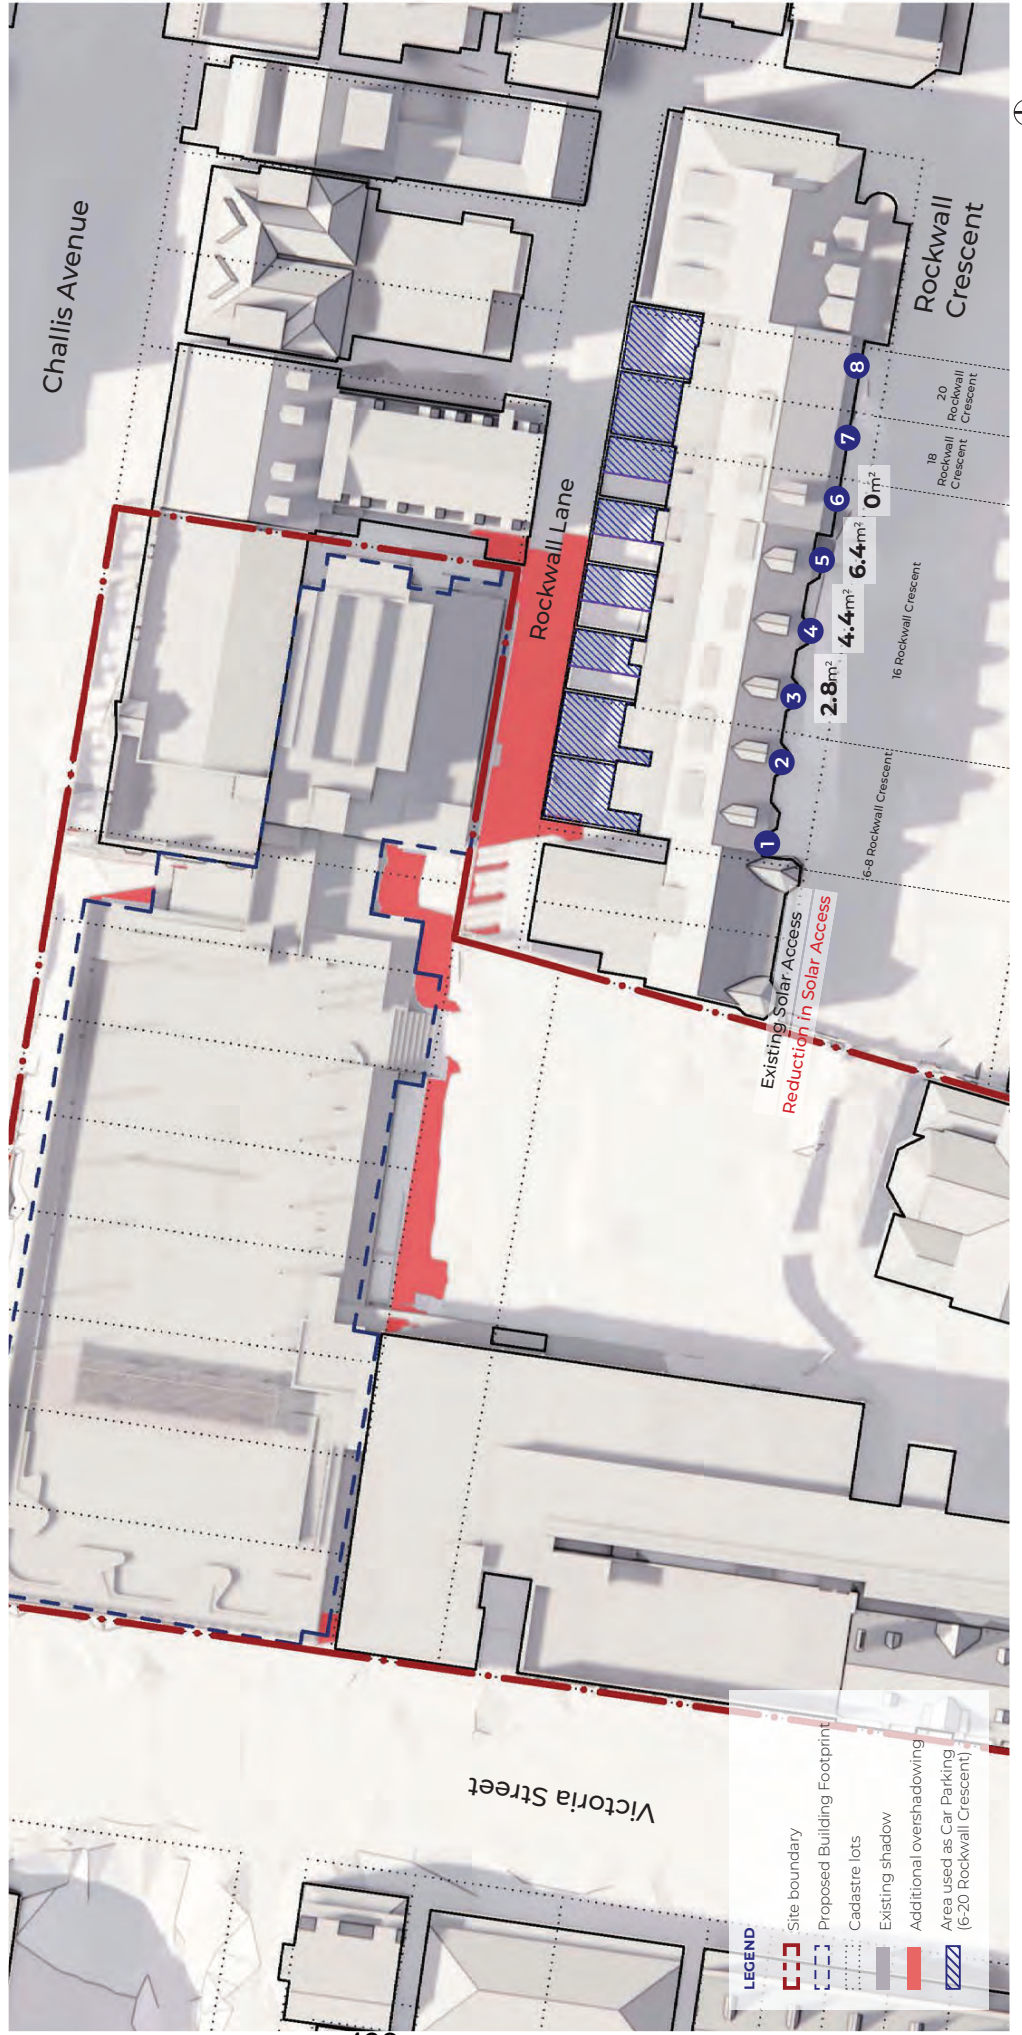 Challis Avenue
Rockwall Lane
Rockwall
Crescent
20
Rockwall
Crescent
18
Rockwall
Crescent
16 Rockwall Crescent
6-8 Rockwall Crescent
1
2
3
4
5
6
7
8
2.8m²
4.4m²
6.4m²
0m²
Existing Solar Access
Reduction in Solar Access
Victoria Street
LEGEND
Site boundary
Proposed Building Footprint
Cadastre lots
Existing shadow
Additional overshadowing
Area used as Car Parking
(6-20 Rockwall Crescent)